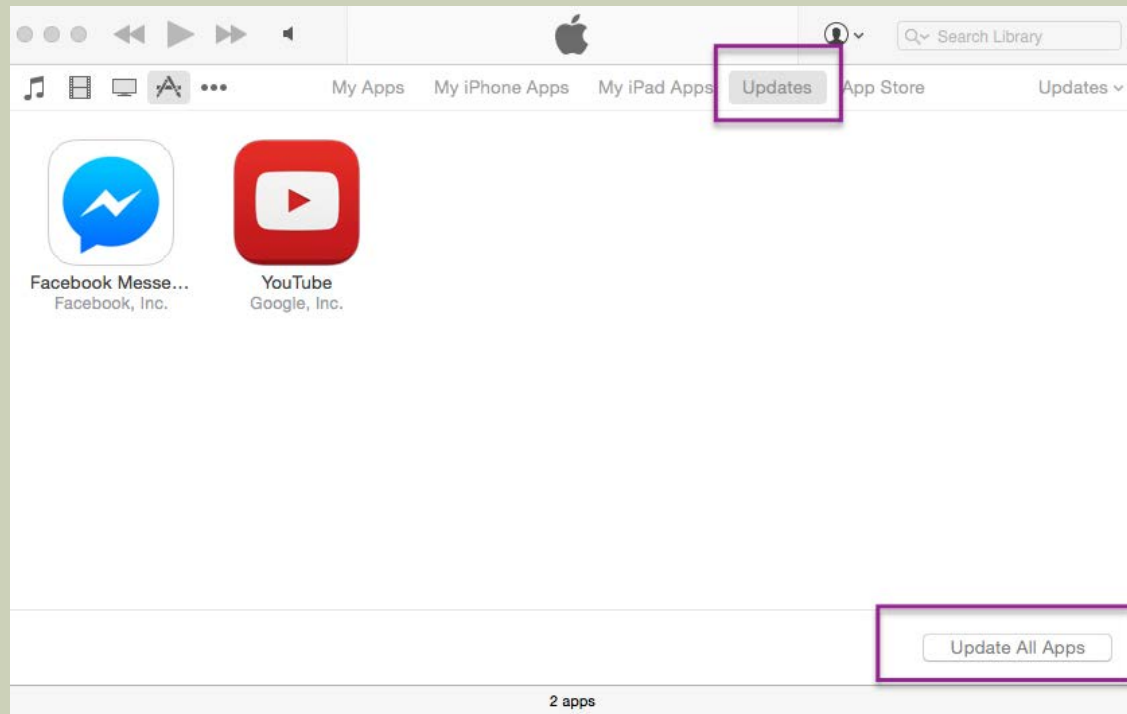 Search Library
My Apps My iPhone Apps My iPad Apps Updates App Store Updates
Facebook Messe... YouTube
Facebook, Inc. Google, Inc.
Update All Apps
2 apps